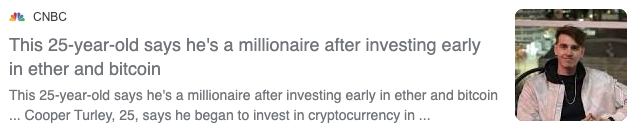 CNBC
This 25-year-old says he's a millionaire after investing early
in ether and bitcoin
This 25-year-old says he's a millionaire after investing early in ether and bitcoin
... Cooper Turley, 25, says he began to invest in cryptocurrency in ...